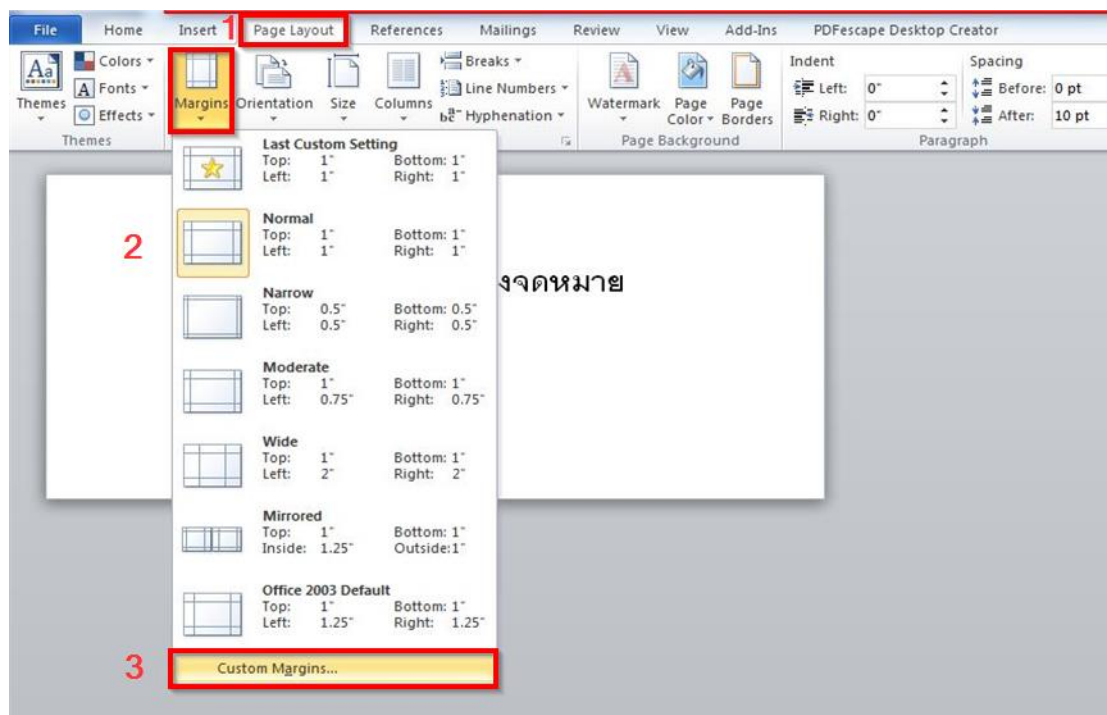 File Home Insert 1 Page Layout References Mailings Review View Add-Ins PDFescape Desktop Creator
Themes Colors Fonts Effects
Margins Orientation Size Columns Breaks Line Numbers Hyphenation
Watermark Page Color Page Borders
Indent Spacing
Left: 0" Before: 0 pt
Right: 0" After: 10 pt
Themes Page Background Paragraph
Last Custom Setting
Top: 1" Bottom: 1"
Left: 1" Right: 1"
2
Normal
Top: 1" Bottom: 1"
Left: 1" Right: 1"
Narrow
Top: 0.5" Bottom: 0.5"
Left: 0.5" Right: 0.5"
Moderate
Top: 1" Bottom: 1"
Left: 0.75" Right: 0.75"
Wide
Top: 1" Bottom: 1"
Left: 2" Right: 2"
Mirrored
Top: 1" Bottom: 1"
Inside: 1.25" Outside:1"
Office 2003 Default
Top: 1" Bottom: 1"
Left: 1.25" Right: 1.25"
3 Custom Margins...
งจดหมาย